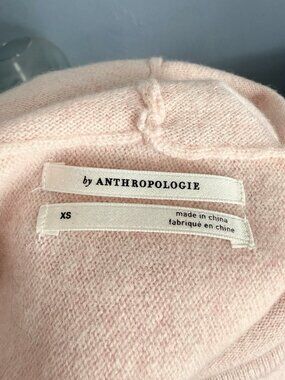 by ANTHROPOLOGIE
XS
made in china
fabriqué en chine